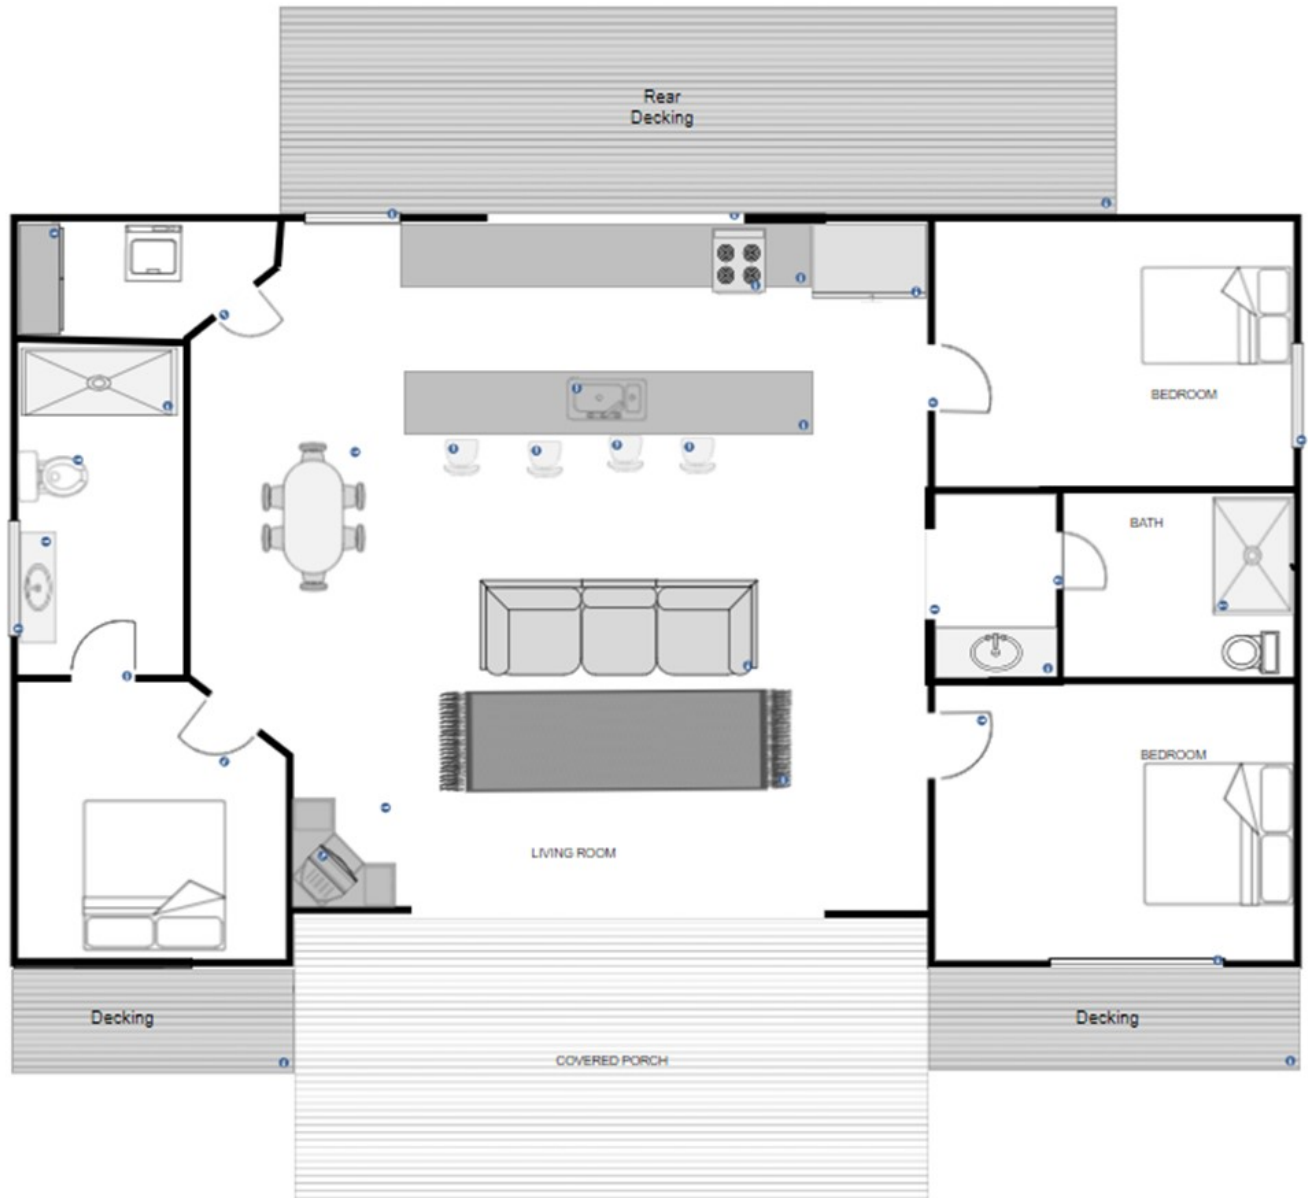 Rear
Decking
BEDROOM
BATH
BEDROOM
LIVING ROOM
Decking
Decking
COVERED PORCH